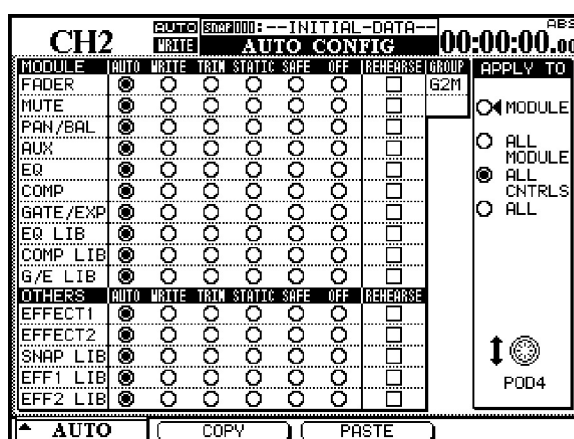 CH2 AUTO SNAP000:--INITIAL-DATA-- ABS
WRITE AUTO CONFIG 00:00:00.00
MODULE AUTO WRITE TRIM STATIC SAFE OFF REHEARSE GROUP APPLY TO
FADER G2M
MUTE MODULE
PAN/BAL
AUX ALL MODULE
EQ ALL CNTRLS
COMP
GATE/EXP ALL
EQ LIB
COMP LIB
G/E LIB
OTHERS AUTO WRITE TRIM STATIC SAFE OFF REHEARSE
EFFECT1
EFFECT2
SNAP LIB
EFF1 LIB POD4
EFF2 LIB
AUTO COPY PASTE